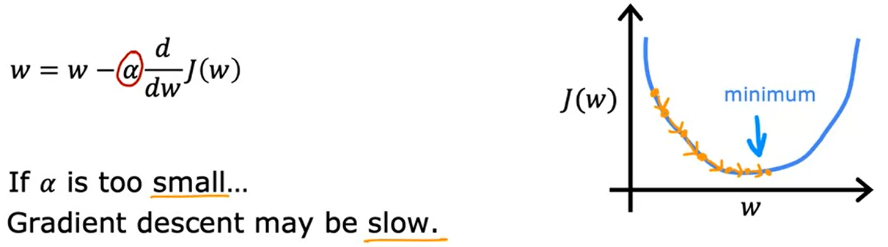 w = w − α d/dw J(w)
If α is too small...
Gradient descent may be slow.
J(w)
minimum
w